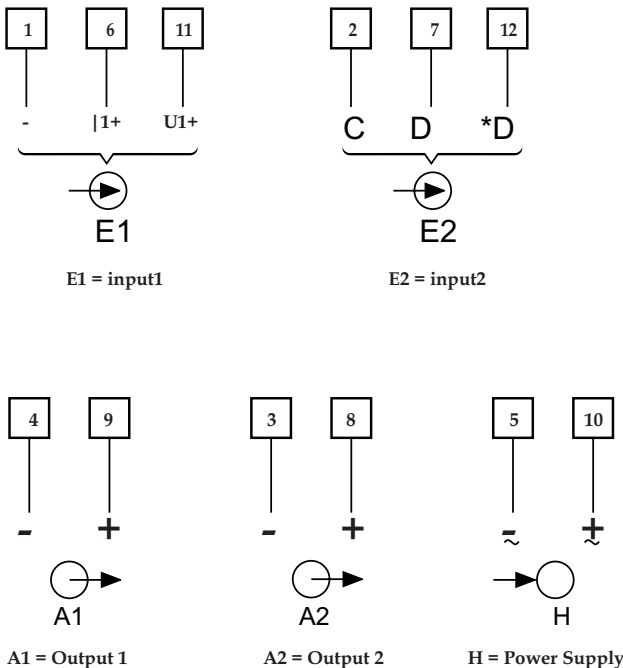 1 6 11 2 7 12
- |1+ U1+ C D *D
E1 E2
E1 = input1 E2 = input2
4 9 3 8 5 10
- + - + - +
~ ~
A1 A2 H
A1 = Output 1 A2 = Output 2 H = Power Supply